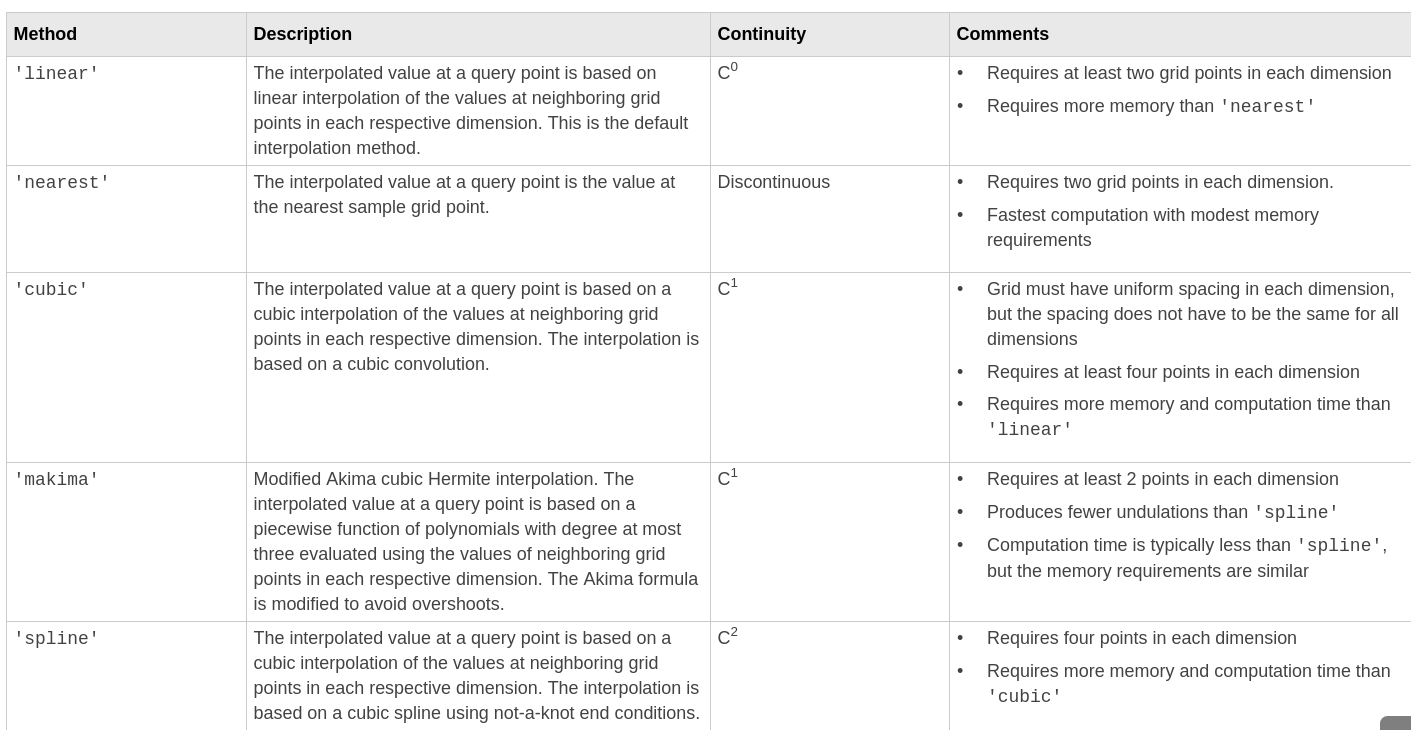 Method Description Continuity Comments
'linear'
The interpolated value at a query point is based on
linear interpolation of the values at neighboring grid
points in each respective dimension. This is the default
interpolation method.
C0
• Requires at least two grid points in each dimension
• Requires more memory than 'nearest'
'nearest'
The interpolated value at a query point is the value at
the nearest sample grid point.
Discontinuous
• Requires two grid points in each dimension.
• Fastest computation with modest memory
requirements
'cubic'
The interpolated value at a query point is based on a
cubic interpolation of the values at neighboring grid
points in each respective dimension. The interpolation is
based on a cubic convolution.
C1
• Grid must have uniform spacing in each dimension,
but the spacing does not have to be the same for all
dimensions
• Requires at least four points in each dimension
• Requires more memory and computation time than
'linear'
'makima'
Modified Akima cubic Hermite interpolation. The
interpolated value at a query point is based on a
piecewise function of polynomials with degree at most
three evaluated using the values of neighboring grid
points in each respective dimension. The Akima formula
is modified to avoid overshoots.
C1
• Requires at least 2 points in each dimension
• Produces fewer undulations than 'spline'
• Computation time is typically less than 'spline',
but the memory requirements are similar
'spline'
The interpolated value at a query point is based on a
cubic interpolation of the values at neighboring grid
points in each respective dimension. The interpolation is
based on a cubic spline using not-a-knot end conditions.
C2
• Requires four points in each dimension
• Requires more memory and computation time than
'cubic'